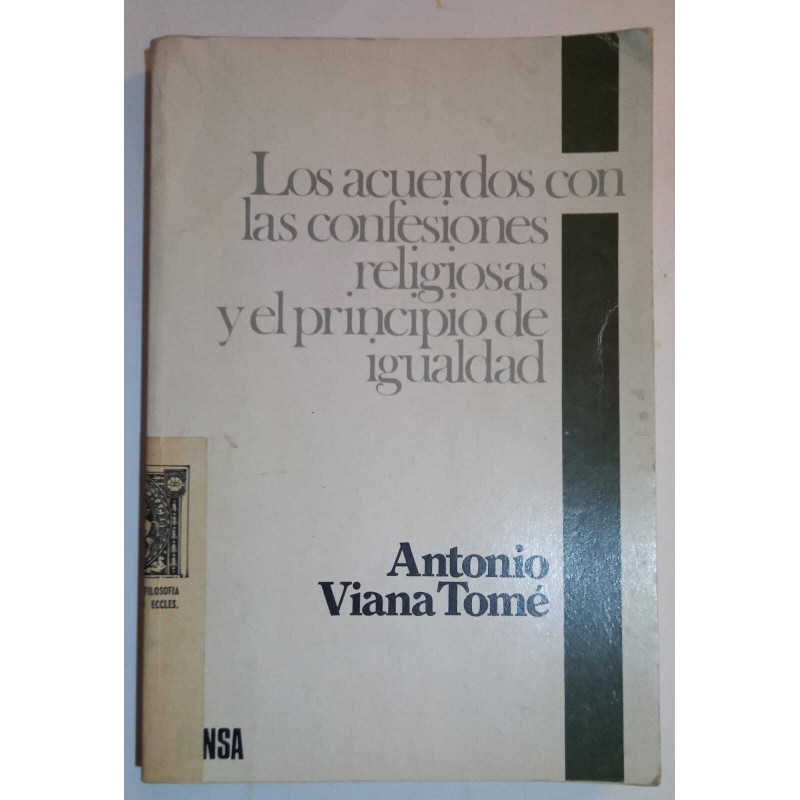 Los acuerdos con
las confesiones
religiosas
y el principio de
igualdad
Antonio
Viana Tomé
FILOSOFIA
ECCLES.
NSA